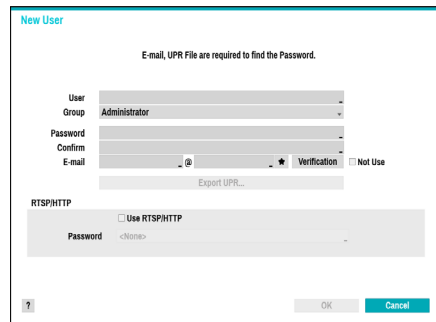 New User
E-mail, UPR File are required to find the Password.
User _
Group Administrator
Password _
Confirm _
E-mail _ @ _ ★ Verification Not Use
Export UPR...
RTSP/HTTP
Use RTSP/HTTP
Password <None> _
? OK Cancel